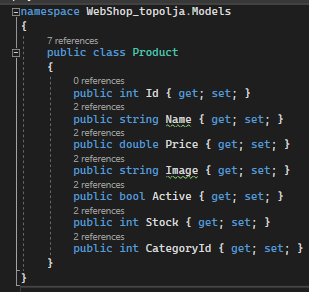 namespace WebShop_topolja.Models
{
7 references
public class Product
{
0 references
public int Id { get; set; }
2 references
public string Name { get; set; }
2 references
public double Price { get; set; }
2 references
public string Image { get; set; }
2 references
public bool Active { get; set; }
2 references
public int Stock { get; set; }
2 references
public int CategoryId { get; set; }
}
}